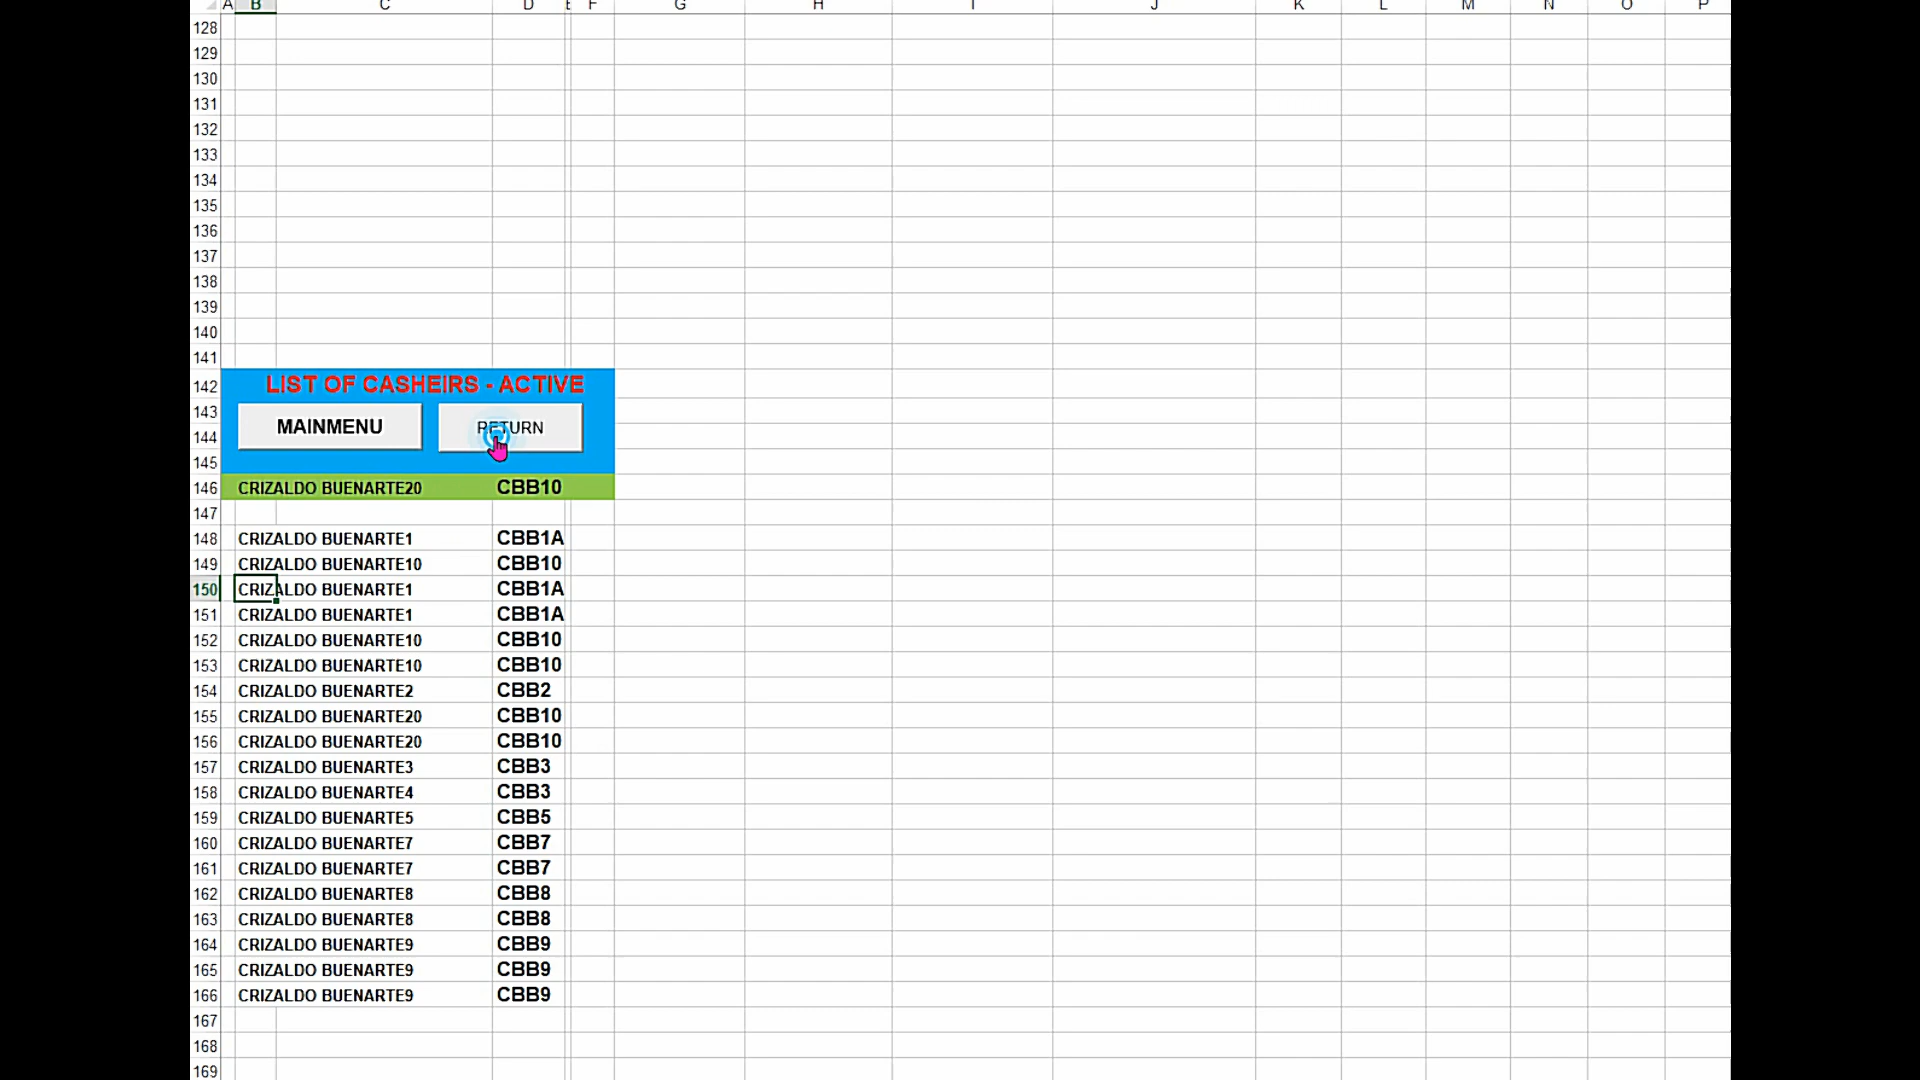 A B C D E F G H I J K L M N O P
128
129
130
131
132
133
134
135
136
137
138
139
140
141
142 LIST OF CASHEIRS - ACTIVE
143 MAINMENU RETURN
144
145
146 CRIZALDO BUENARTE20 CBB10
147
148 CRIZALDO BUENARTE1 CBB1A
149 CRIZALDO BUENARTE10 CBB10
150 CRIZALDO BUENARTE1 CBB1A
151 CRIZALDO BUENARTE1 CBB1A
152 CRIZALDO BUENARTE10 CBB10
153 CRIZALDO BUENARTE10 CBB10
154 CRIZALDO BUENARTE2 CBB2
155 CRIZALDO BUENARTE20 CBB10
156 CRIZALDO BUENARTE20 CBB10
157 CRIZALDO BUENARTE3 CBB3
158 CRIZALDO BUENARTE4 CBB3
159 CRIZALDO BUENARTE5 CBB5
160 CRIZALDO BUENARTE7 CBB7
161 CRIZALDO BUENARTE7 CBB7
162 CRIZALDO BUENARTE8 CBB8
163 CRIZALDO BUENARTE8 CBB8
164 CRIZALDO BUENARTE9 CBB9
165 CRIZALDO BUENARTE9 CBB9
166 CRIZALDO BUENARTE9 CBB9
167
168
169